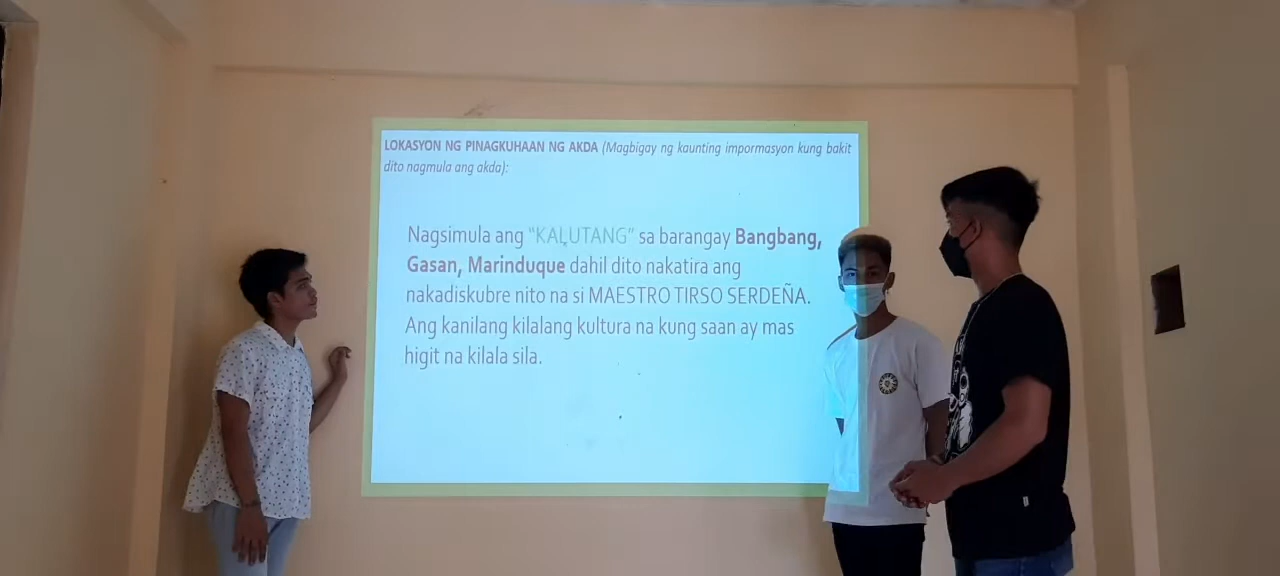 LOKASYON NG PINAGKUHAAN NG AKDA (Magbigay ng kaunting impormasyon kung bakit
dito nagmula ang akda):
Nagsimula ang “KALUTANG” sa barangay Bangbang,
Gasan, Marinduque dahil dito nakatira ang
nakadiskubre nito na si MAESTRO TIRSO SERDEÑA.
Ang kanilang kilalang kultura na kung saan ay mas
higit na kilala sila.